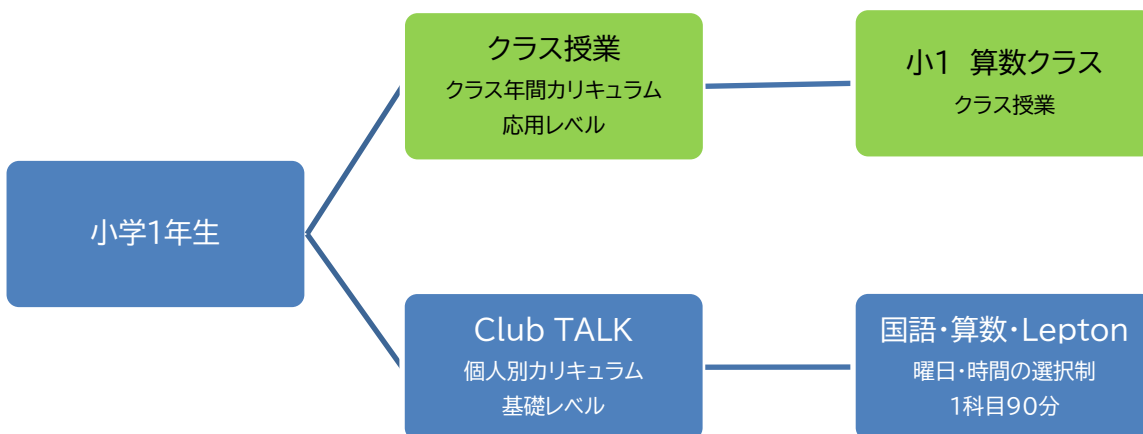 小学1年生
クラス授業
クラス年間カリキュラム
応用レベル
小1 算数クラス
クラス授業
Club TALK
個人別カリキュラム
基礎レベル
国語・算数・Lepton
曜日・時間の選択制
1科目90分